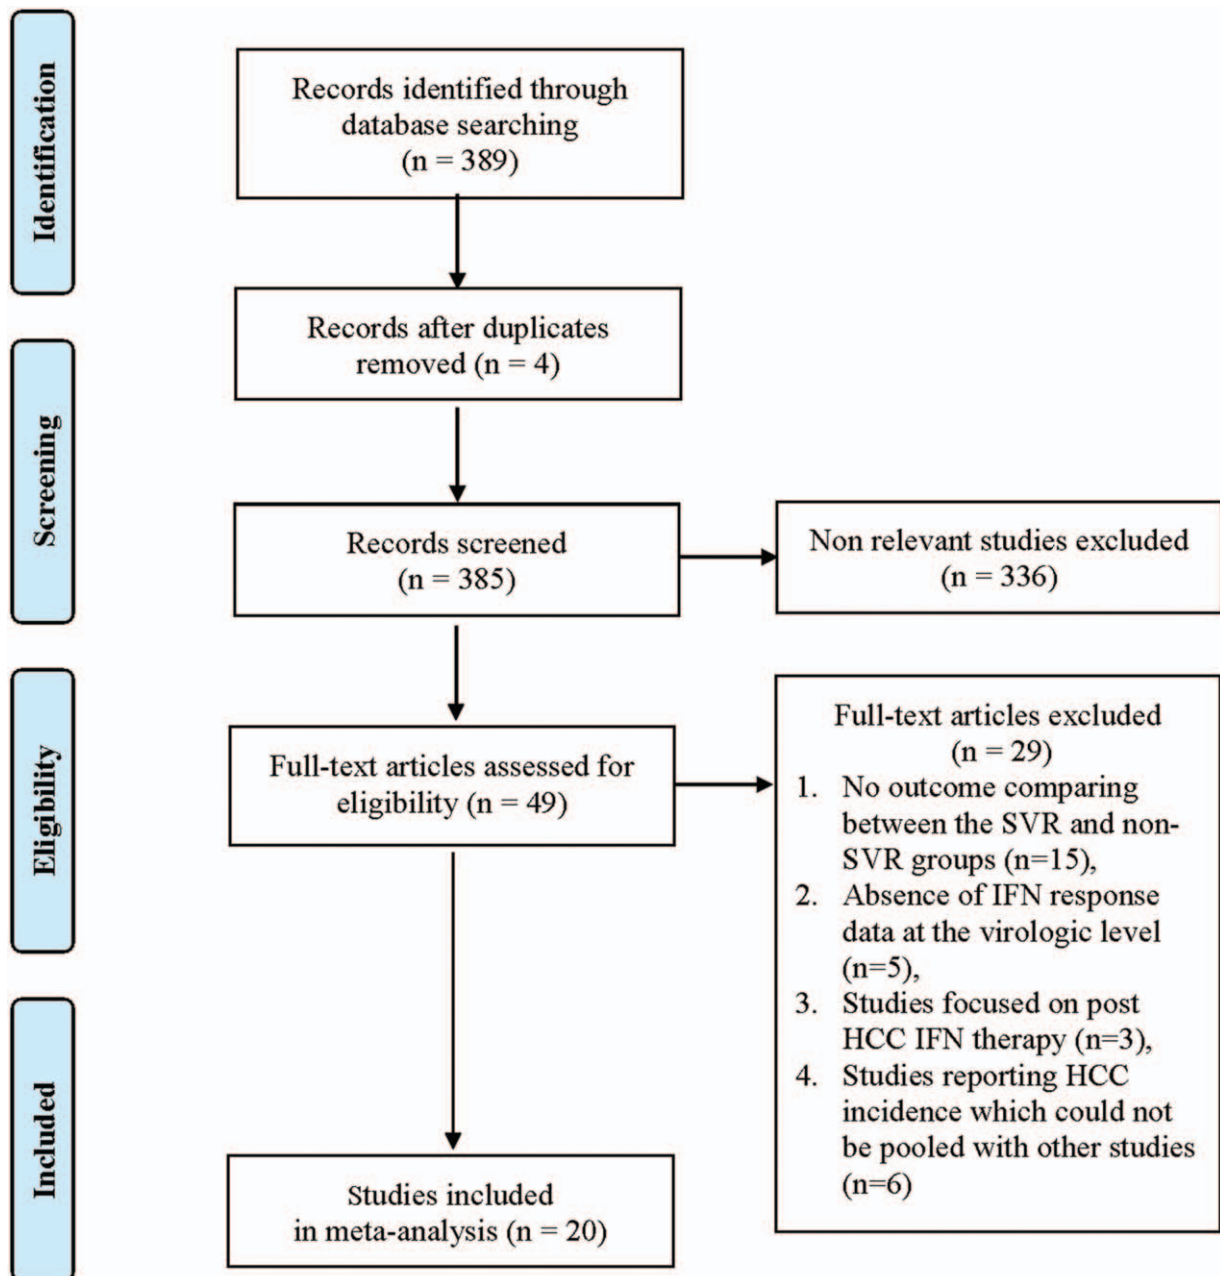 Identification
Records identified through
database searching
(n = 389)
Records after duplicates
removed (n = 4)
Screening
Records screened
(n = 385)
Non relevant studies excluded
(n = 336)
Eligibility
Full-text articles assessed for
eligibility (n = 49)
Full-text articles excluded
(n = 29)
1. No outcome comparing
between the SVR and non-
SVR groups (n=15),
2. Absence of IFN response
data at the virologic level
(n=5),
3. Studies focused on post
HCC IFN therapy (n=3),
4. Studies reporting HCC
incidence which could not
be pooled with other studies
(n=6)
Included
Studies included
in meta-analysis (n = 20)